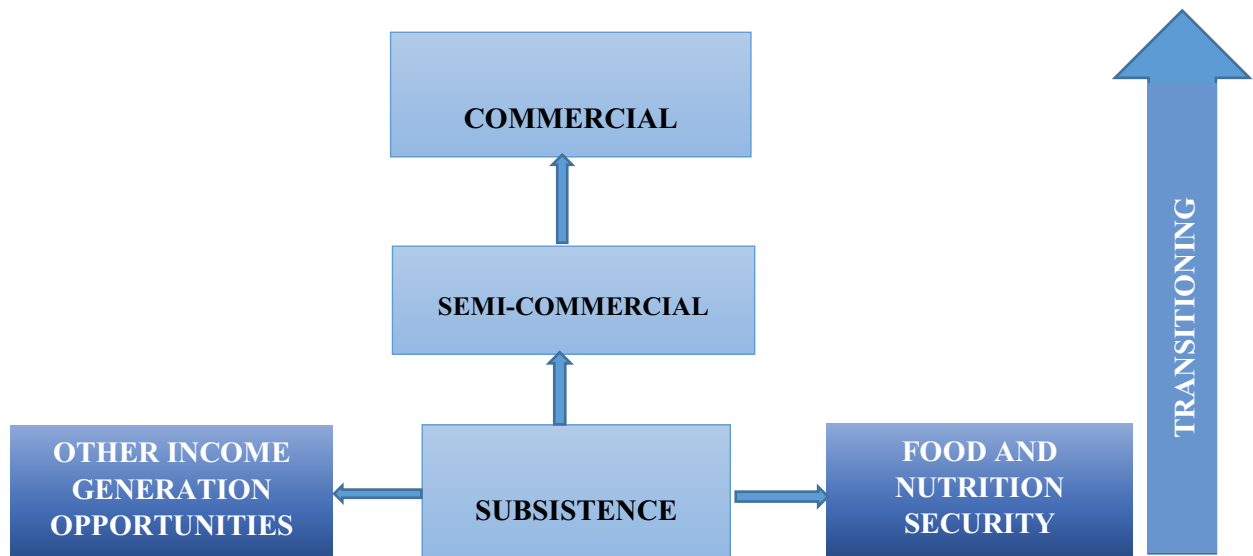 COMMERCIAL
SEMI-COMMERCIAL
OTHER INCOME
GENERATION
OPPORTUNITIES
SUBSISTENCE
FOOD AND
NUTRITION
SECURITY
TRANSITIONING